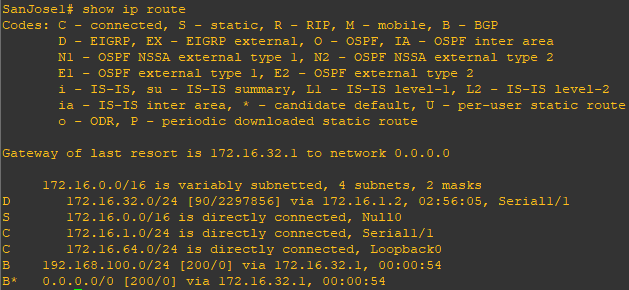 SanJose1# show ip route
Codes: C - connected, S - static, R - RIP, M - mobile, B - BGP
D - EIGRP, EX - EIGRP external, O - OSPF, IA - OSPF inter area
N1 - OSPF NSSA external type 1, N2 - OSPF NSSA external type 2
E1 - OSPF external type 1, E2 - OSPF external type 2
i - IS-IS, su - IS-IS summary, L1 - IS-IS level-1, L2 - IS-IS level-2
ia - IS-IS inter area, * - candidate default, U - per-user static route
o - ODR, P - periodic downloaded static route
Gateway of last resort is 172.16.32.1 to network 0.0.0.0
172.16.0.0/16 is variably subnetted, 4 subnets, 2 masks
D 172.16.32.0/24 [90/2297856] via 172.16.1.2, 02:56:05, Serial1/1
S 172.16.0.0/16 is directly connected, Null0
C 172.16.1.0/24 is directly connected, Serial1/1
C 172.16.64.0/24 is directly connected, Loopback0
B 192.168.100.0/24 [200/0] via 172.16.32.1, 00:00:54
B* 0.0.0.0/0 [200/0] via 172.16.32.1, 00:00:54